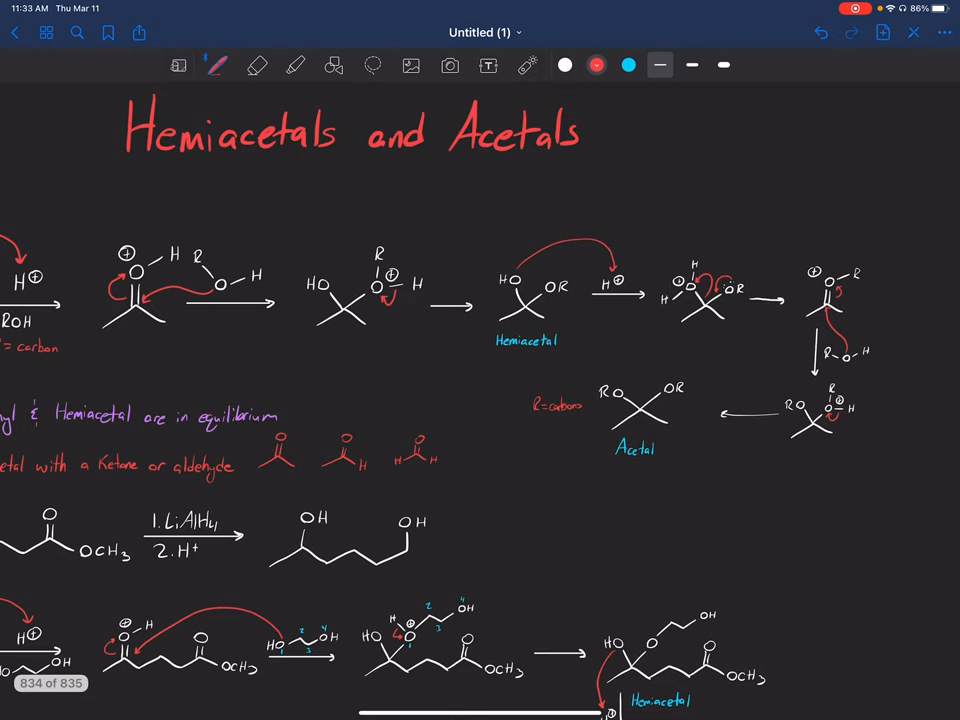 11:33 AM Thu Mar 11
86%
Untitled (1)
Hemiacetals and Acetals
H⊕
ROH
= carbon
⊕
O
H
R
O
H
HO
R
O
⊕
H
HO
OR
Hemiacetal
H⊕
H
H
O
⊕
OR
⊕
O
R
R
O
H
R
RO
O
⊕
H
RO
OR
Acetal
R=carbons
nyl & Hemiacetal are in equilibrium
etal with a Ketone or aldehyde
O
O
H
O
H
H
O
OCH3
1. LiAlH4
2. H+
OH
OH
H⊕
OH
⊕
O
H
O
OCH3
HO
1
2
3
4
OH
HO
H
⊕
O
1
2
3
4
OH
O
OCH3
HO
O
OH
O
OCH3
Hemiacetal
H⊕
834 of 835